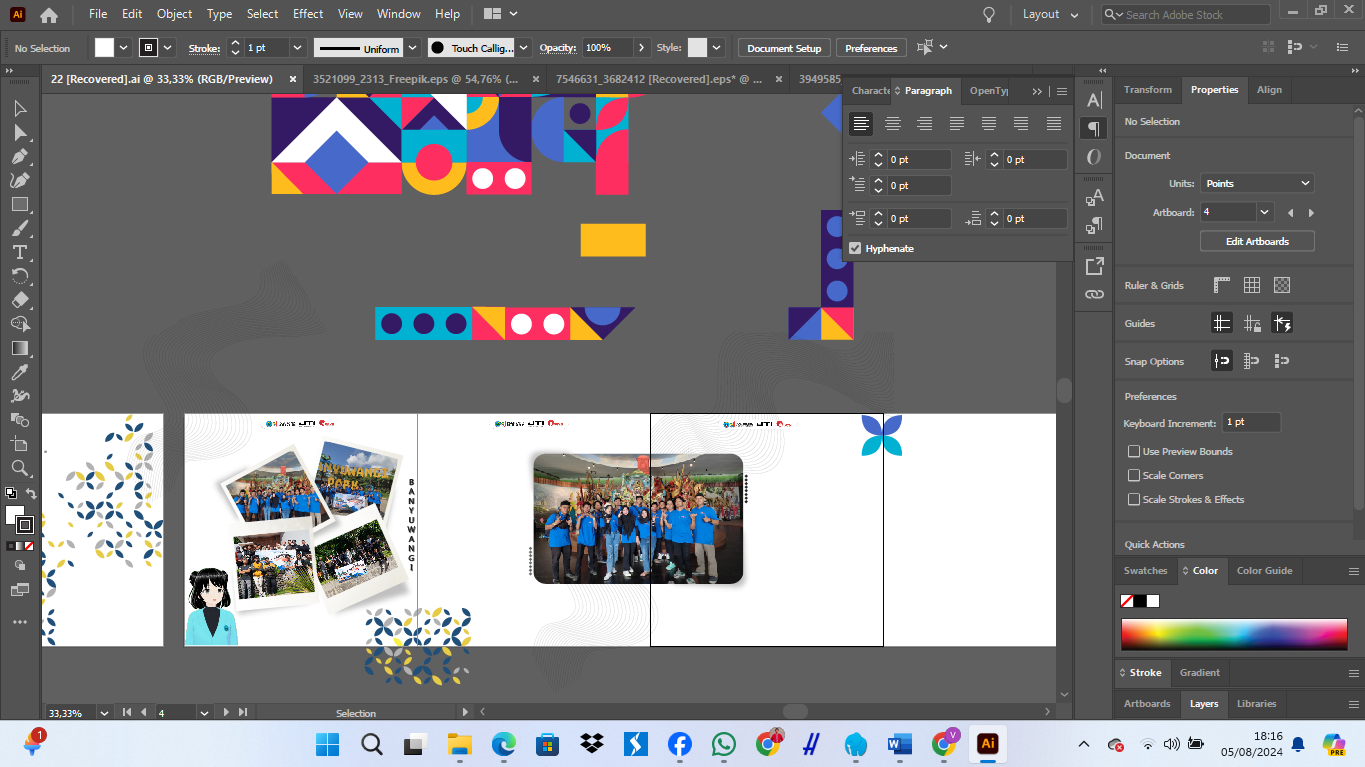 File Edit Object Type Select Effect View Window Help
Layout
Search Adobe Stock
No Selection
Stroke: 1 pt
Uniform
Touch Callig...
Opacity: 100%
Style:
Document Setup
Preferences
22 [Recovered].ai @ 33,33% (RGB/Preview) ×
3521099_2313_Freepik.eps @ 54,76% (... ×
7546631_3682412 [Recovered].eps* @ ... ×
3949585
Characte Paragraph OpenTyp
0 pt 0 pt
0 pt
0 pt 0 pt
Hyphenate
Transform Properties Align
No Selection
Document
Units: Points
Artboard: 4
Edit Artboards
Ruler & Grids
Guides
Snap Options
Preferences
Keyboard Increment: 1 pt
Use Preview Bounds
Scale Corners
Scale Strokes & Effects
Quick Actions
Swatches Color Color Guide
Stroke Gradient
Artboards Layers Libraries
BANYUWANGI
33,33% 4 Selection
1
Ai
18:16
05/08/2024
PRE